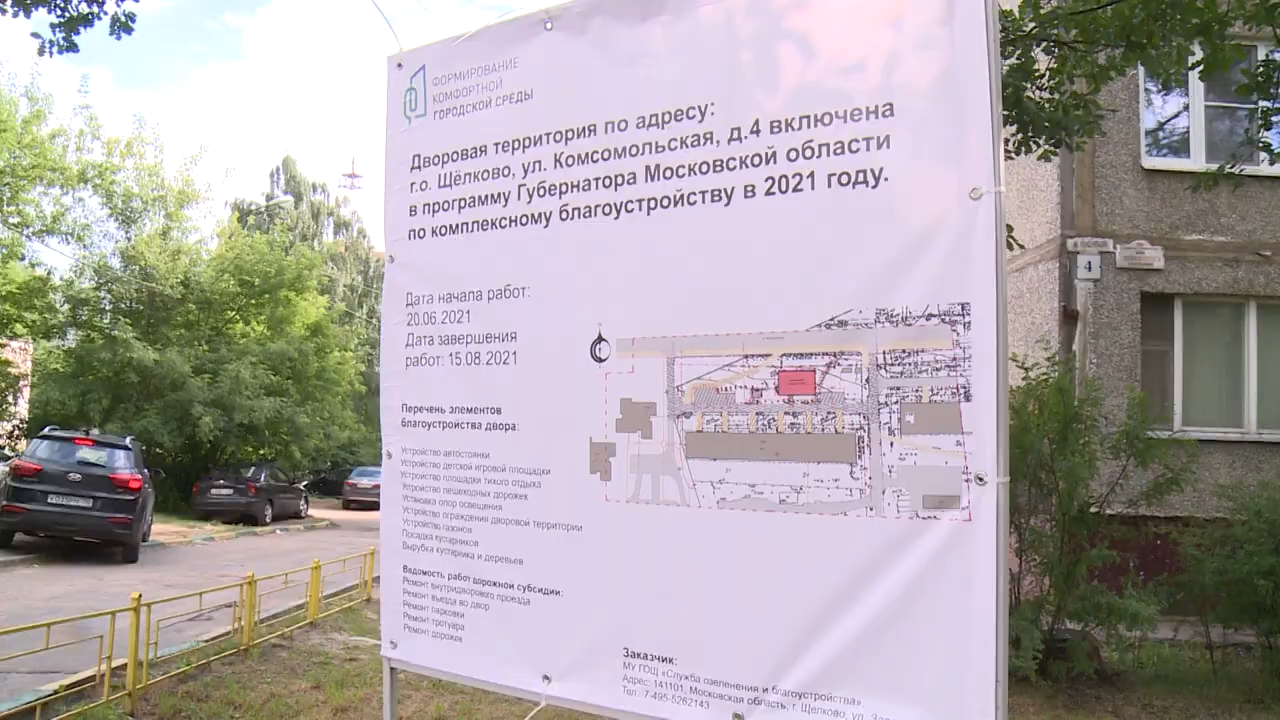 ФОРМИРОВАНИЕ
КОМФОРТНОЙ
ГОРОДСКОЙ СРЕДЫ
Дворовая территория по адресу:
г.о. Щёлково, ул. Комсомольская, д.4 включена
в программу Губернатора Московской области
по комплексному благоустройству в 2021 году.
Дата начала работ:
20.06.2021
Дата завершения
работ: 15.08.2021
Перечень элементов
благоустройства двора:
Устройство автостоянки
Устройство детской игровой площадки
Устройство площадки тихого отдыха
Устройство пешеходных дорожек
Установка опор освещения
Устройство ограждения дворовой территории
Устройство газонов
Посадка кустарников
Вырубка кустарника и деревьев
Ведомость работ дорожной субсидии:
Ремонт внутридворового проезда
Ремонт въезда во двор
Ремонт парковки
Ремонт тротуара
Ремонт дорожек
Заказчик:
МУ ГОЩ «Служба озеленения и благоустройства»,
Адрес: 141101, Московская область, г. Щёлково, ул.
Тел.: 7-495-5262143
4